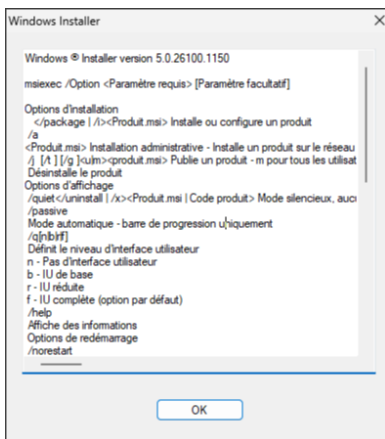 Windows Installer
Windows ® Installer version 5.0.26100.1150
msiexec /Option <Paramètre requis> [Paramètre facultatif]
Options d'installation
</package | /i><Produit.msi> Installe ou configure un produit
/a
<Produit.msi> Installation administrative - Installe un produit sur le réseau
/j [/t ] [/g ]<u|m><produit.msi> Publie un produit - m pour tous les utilisat
Désinstalle le produit
Options d'affichage
/quiet</uninstall | /x><Produit.msi | Code produit> Mode silencieux, aucu
/passive
Mode automatique - barre de progression uniquement
/q[n|b|r|f]
Définit le niveau d'interface utilisateur
n - Pas d'interface utilisateur
b - IU de base
r - IU réduite
f - IU complète (option par défaut)
/help
Affiche des informations
Options de redémarrage
/norestart
OK